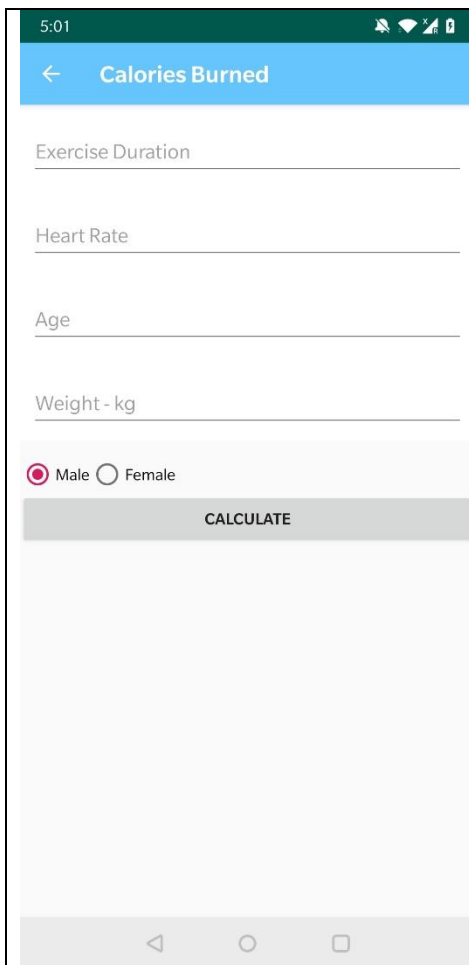 5:01
Calories Burned
Exercise Duration
Heart Rate
Age
Weight - kg
Male Female
CALCULATE